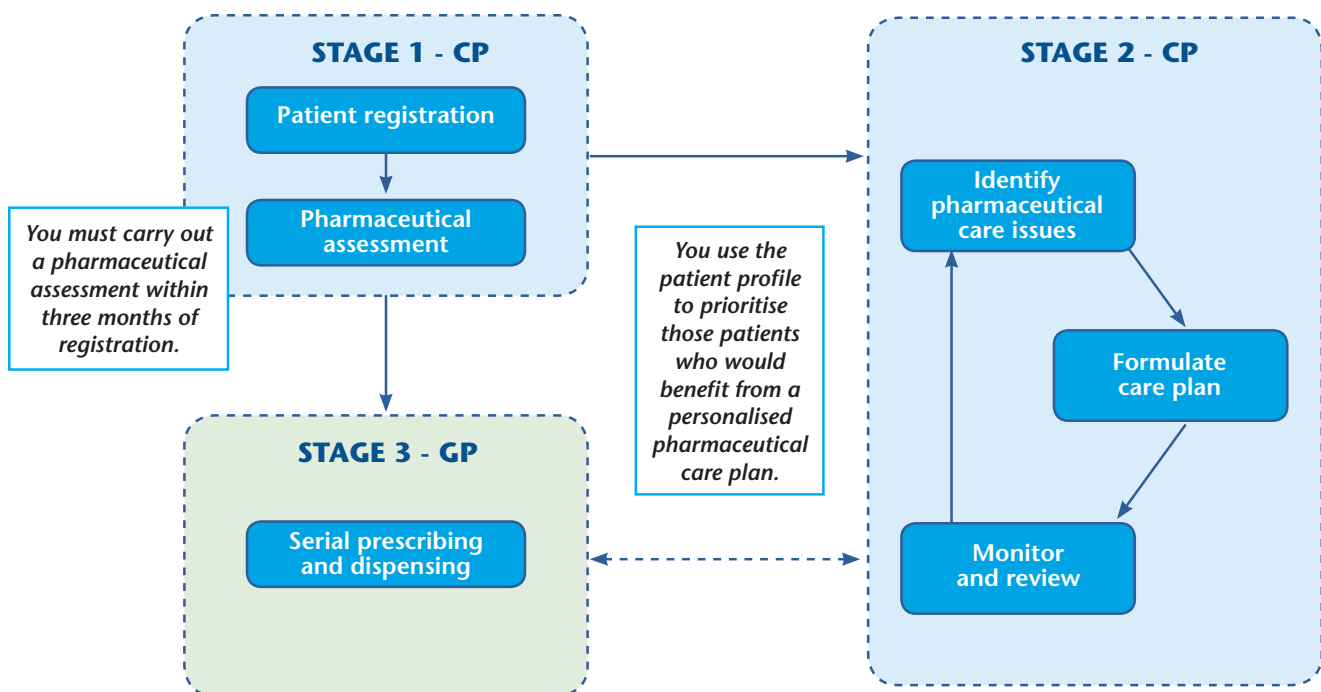 STAGE 1 - CP
Patient registration
Pharmaceutical
assessment
You must carry out
a pharmaceutical
assessment within
three months of
registration.
STAGE 3 - GP
Serial prescribing
and dispensing
You use the
patient profile
to prioritise
those patients
who would
benefit from a
personalised
pharmaceutical
care plan.
STAGE 2 - CP
Identify
pharmaceutical
care issues
Formulate
care plan
Monitor
and review